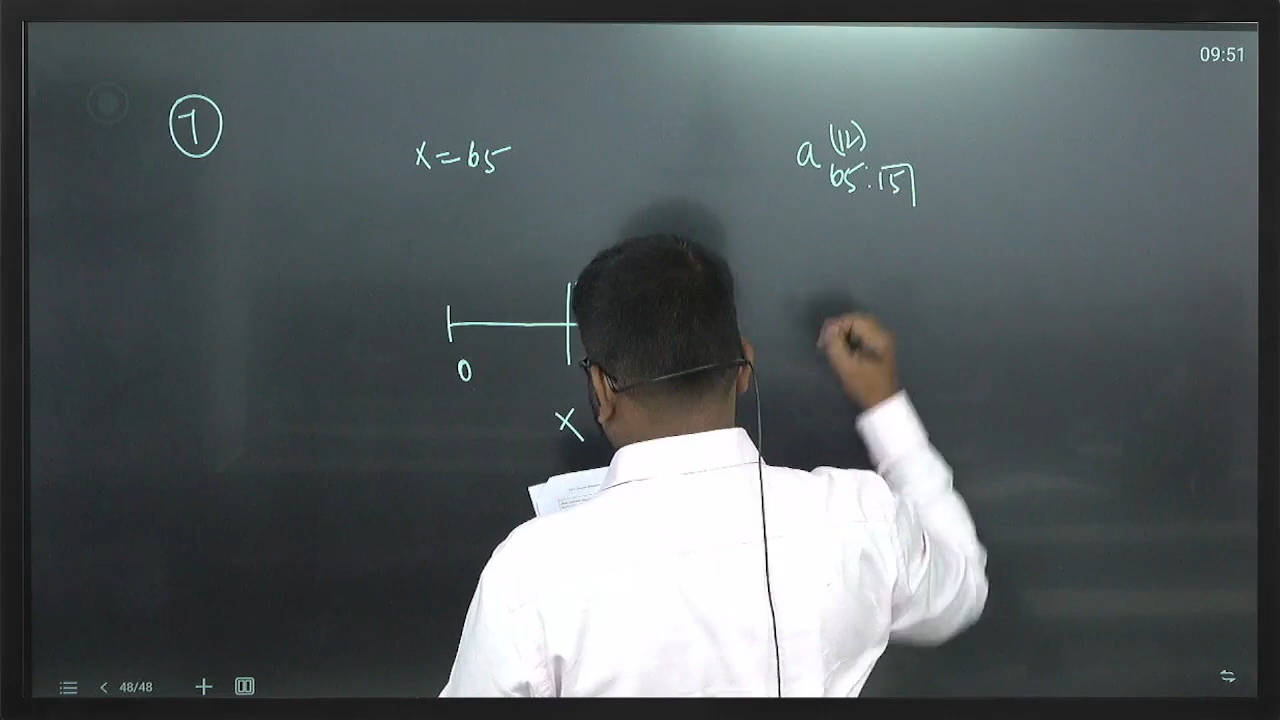 09:51
7
x = 65
a (12) 65:15
0
x
48/48